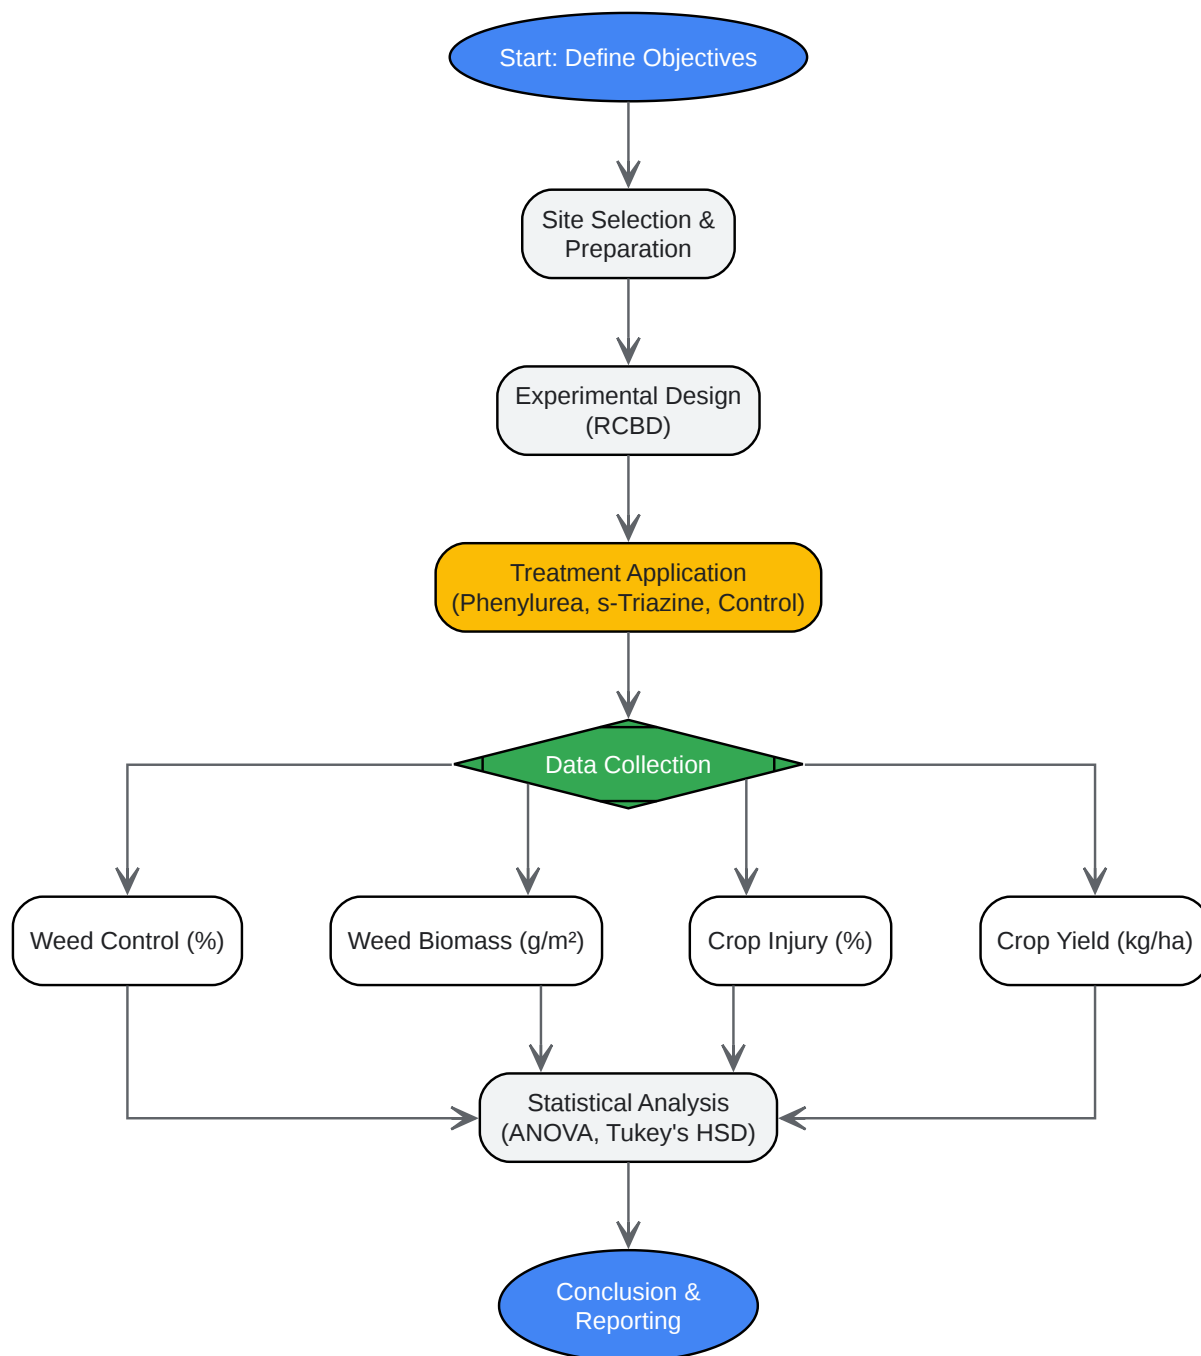 Start: Define Objectives
Site Selection &
Preparation
Experimental Design
(RCBD)
Treatment Application
(Phenylurea, s-Triazine, Control)
Data Collection
Weed Control (%)
Weed Biomass (g/m²)
Crop Injury (%)
Crop Yield (kg/ha)
Statistical Analysis
(ANOVA, Tukey's HSD)
Conclusion &
Reporting